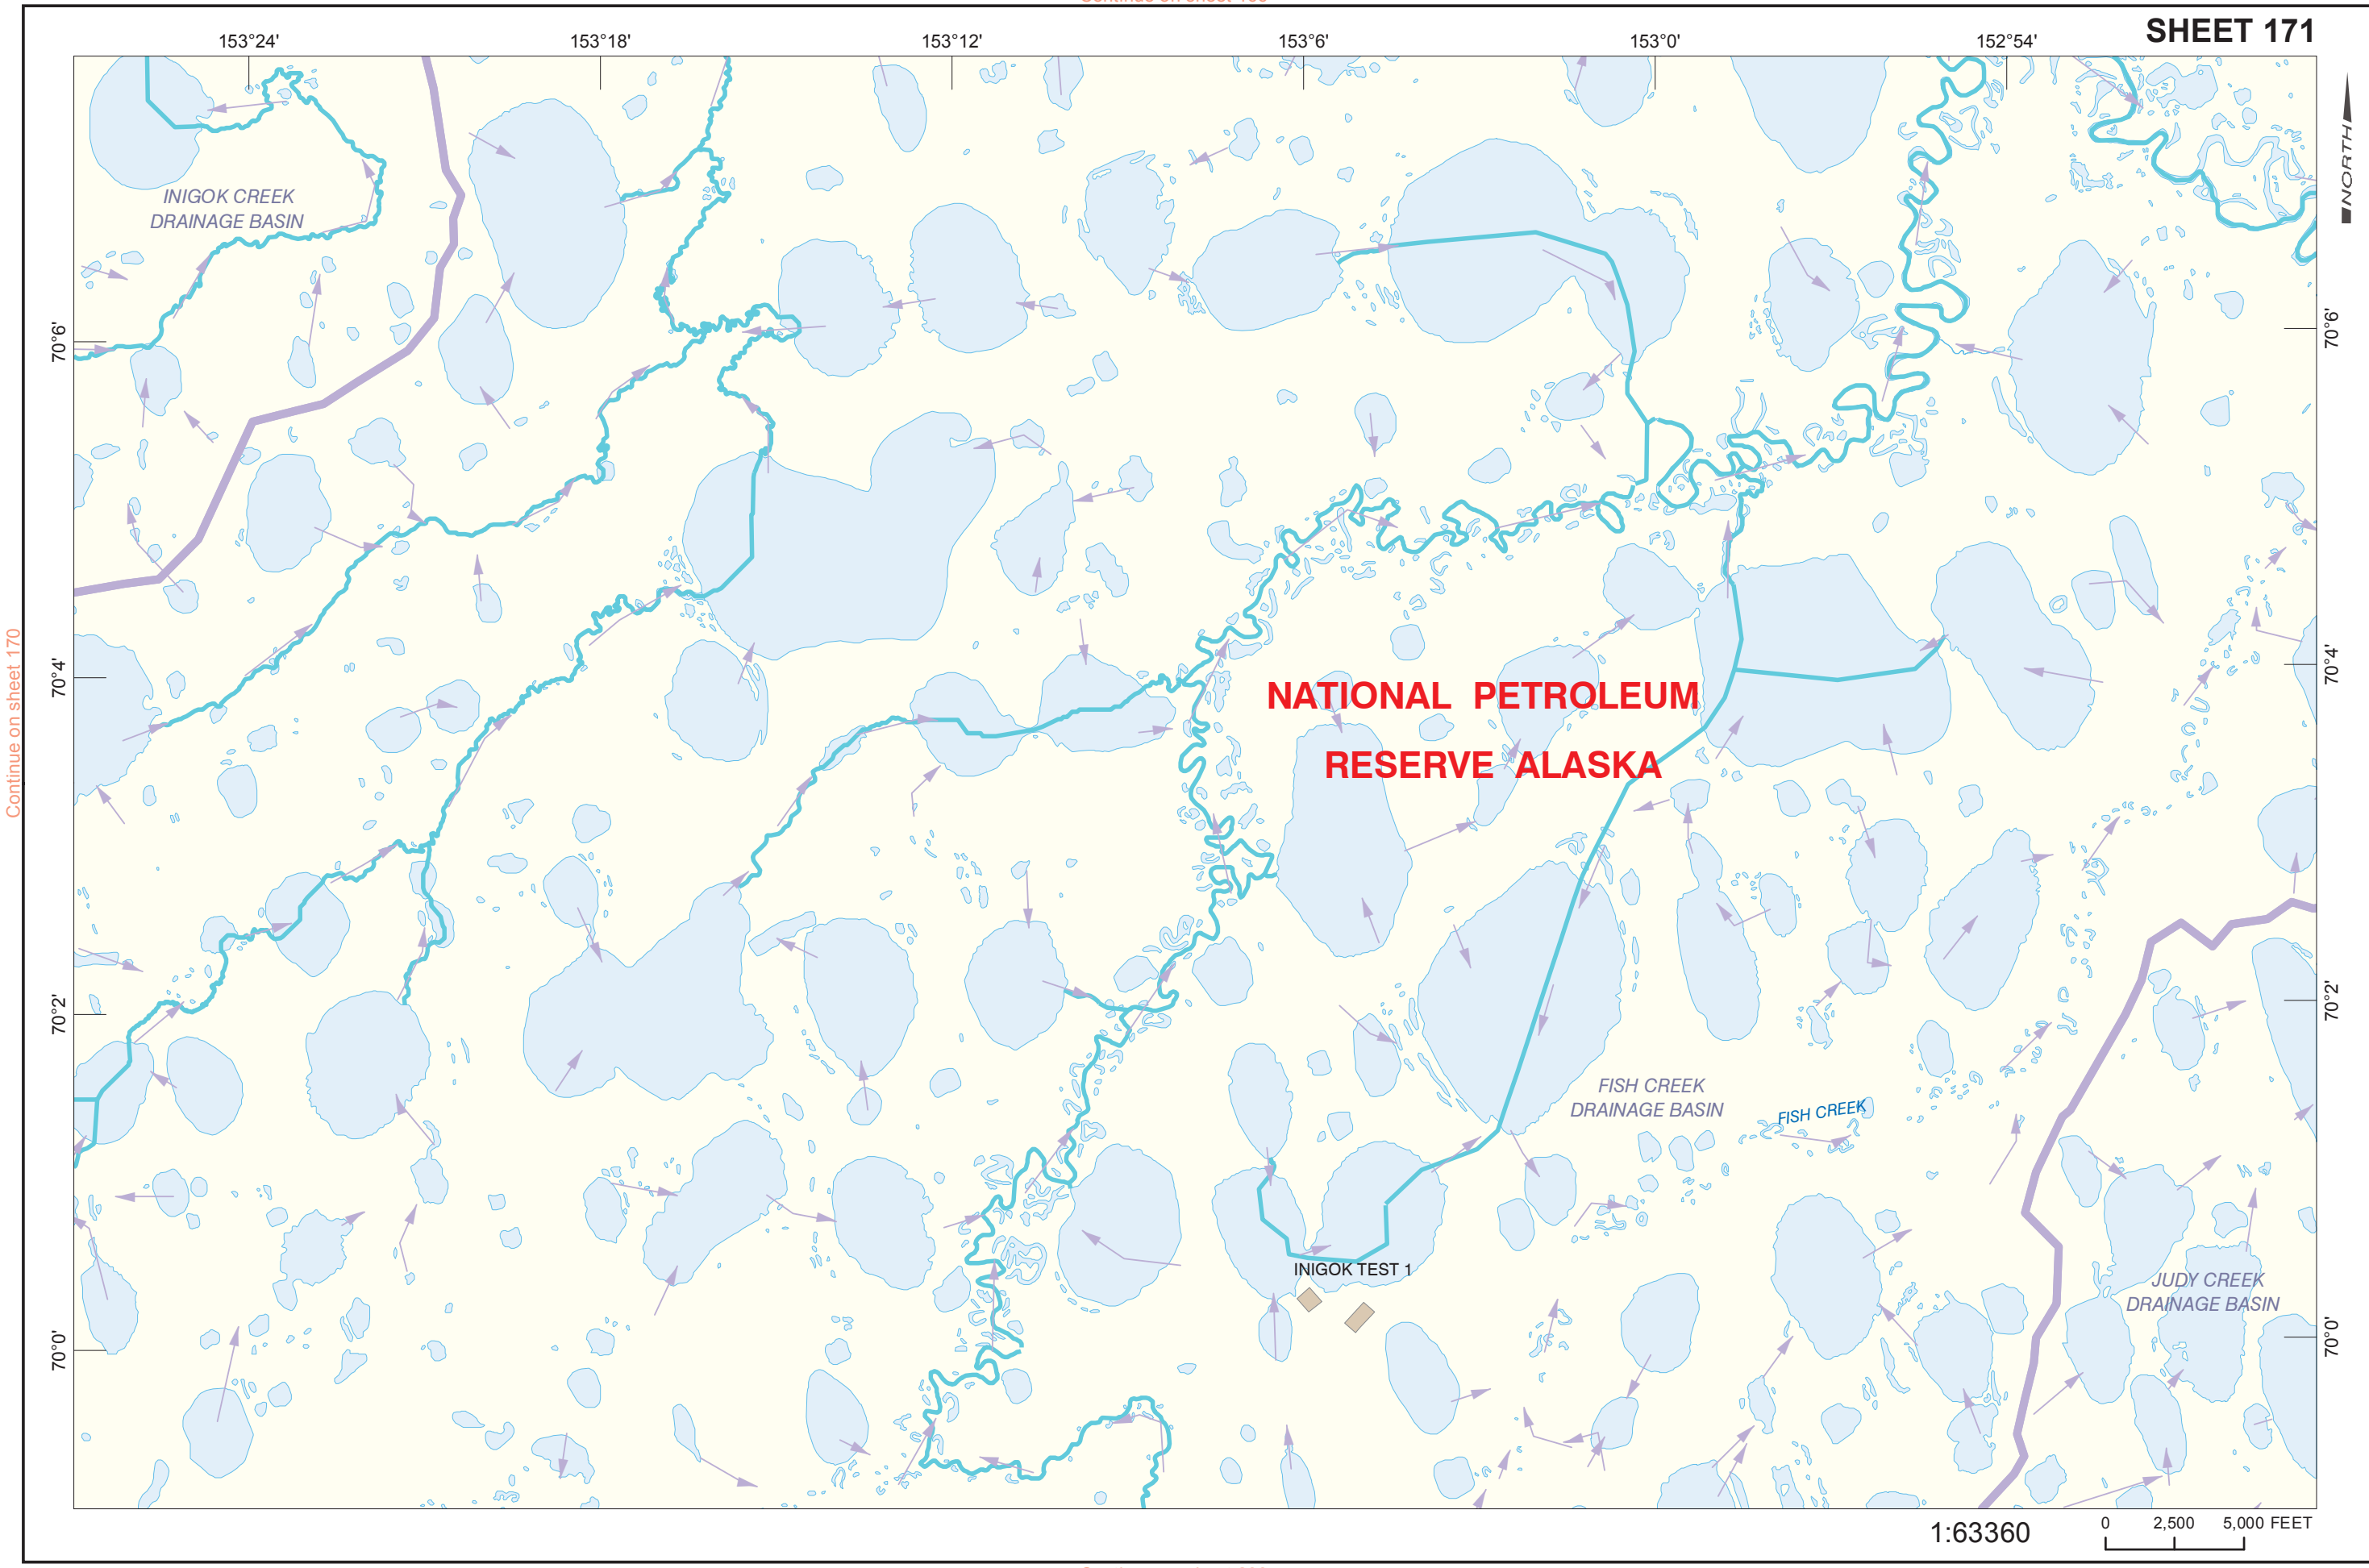 SHEET 171
153°24'
153°18'
153°12'
153°6'
153°0'
152°54'
NORTH
INIGOK CREEK
DRAINAGE BASIN
70°6'
70°6'
Continue on sheet 170
70°4'
70°4'
NATIONAL PETROLEUM
RESERVE ALASKA
70°2'
70°2'
FISH CREEK
DRAINAGE BASIN
FISH CREEK
INIGOK TEST 1
JUDY CREEK
DRAINAGE BASIN
70°0'
70°0'
1:63360
0 2,500 5,000 FEET